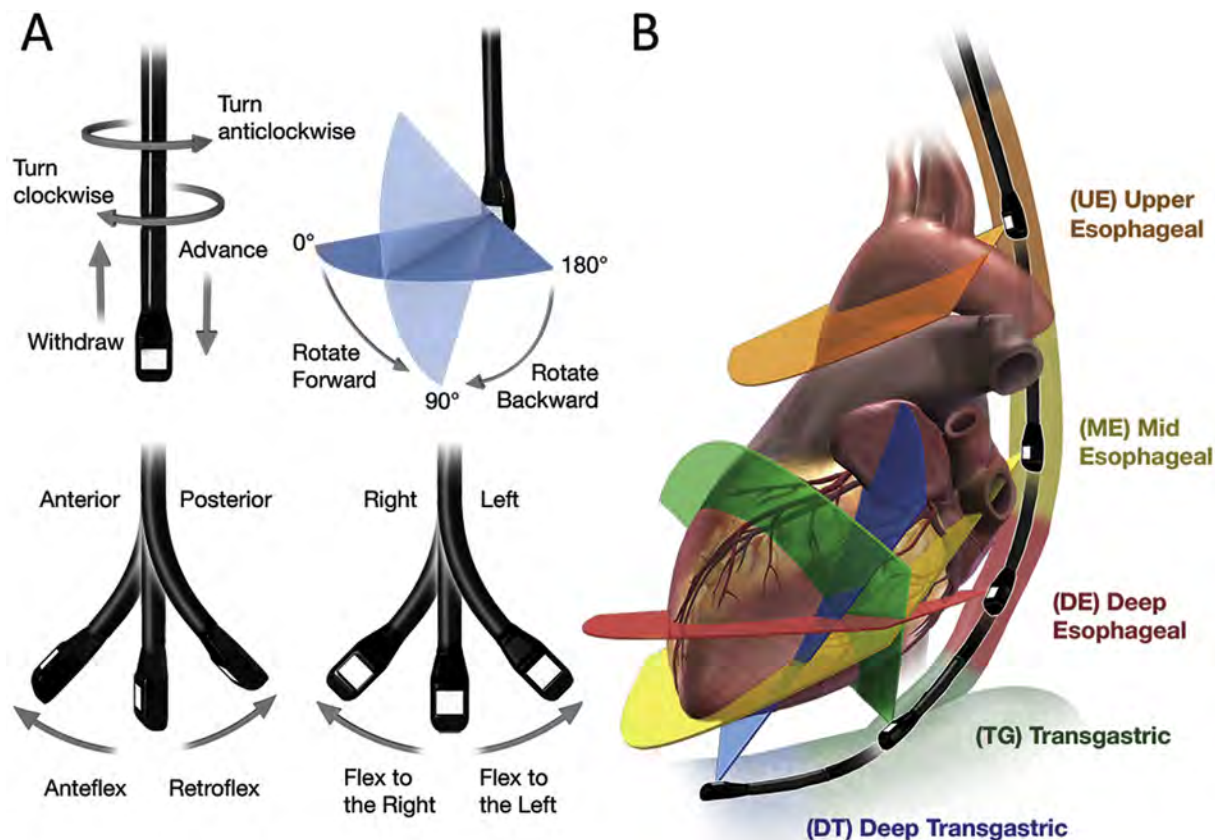 A
Turn
anticlockwise
Turn
clockwise
Advance
Withdraw
0°
180°
Rotate
Forward
90°
Rotate
Backward
Anterior
Posterior
Anteflex
Retroflex
Right
Left
Flex to
the Right
Flex to
the Left
B
(UE) Upper
Esophageal
(ME) Mid
Esophageal
(DE) Deep
Esophageal
(TG) Transgastric
(DT) Deep Transgastric